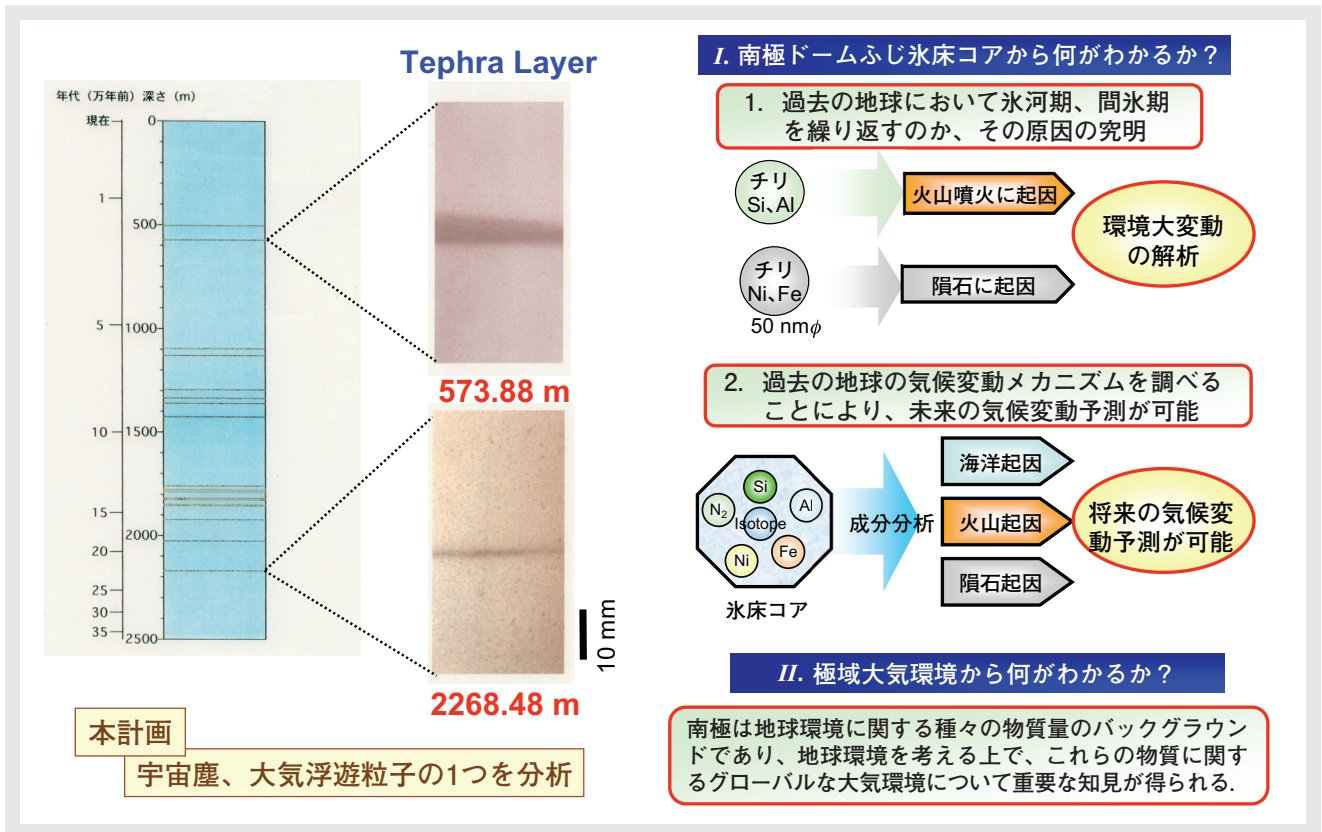 Tephra Layer
年代（万年前）深さ（m）
現在
0
1
500
5
1000
10
1500
15
2000
20
25
30
35
2500
573.88 m
2268.48 m
10 mm
本計画
宇宙塵、大気浮遊粒子の1つを分析
I. 南極ドームふじ氷床コアから何がわかるか？
1. 過去の地球において氷河期、間氷期
を繰り返すのか、その原因の究明
チリ
Si、Al
火山噴火に起因
チリ
Ni、Fe
50 nmϕ
隕石に起因
環境大変動
の解析
2. 過去の地球の気候変動メカニズムを調べる
ことにより、未来の気候変動予測が可能
Si
N₂
Al
Isotope
Ni
Fe
氷床コア
成分分析
海洋起因
火山起因
隕石起因
将来の気候変
動予測が可能
II. 極域大気環境から何がわかるか？
南極は地球環境に関する種々の物質量のバックグラウン
ドであり、地球環境を考える上で、これらの物質に関す
るグローバルな大気環境について重要な知見が得られる.